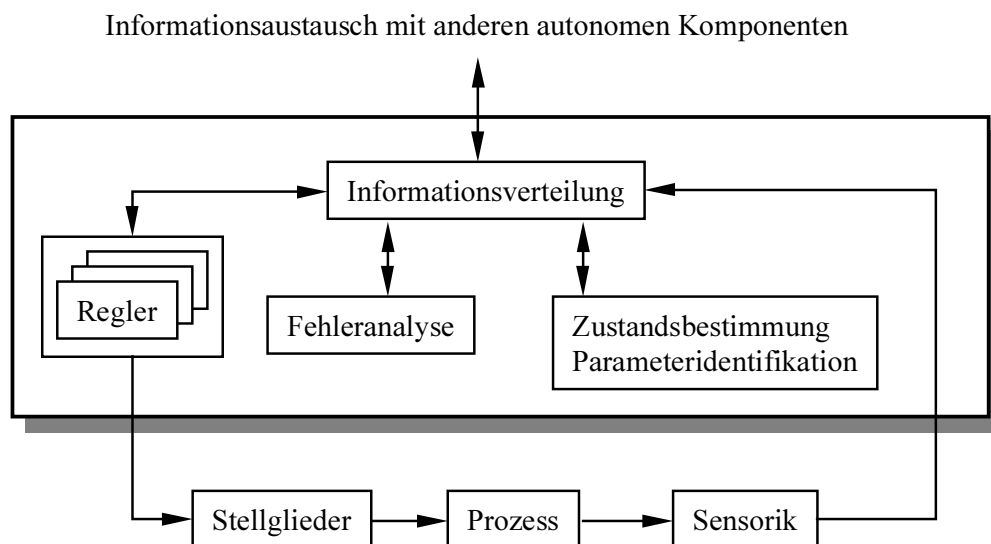 Informationsaustausch mit anderen autonomen Komponenten
Informationsverteilung
Regler
Fehleranalyse
Zustandsbestimmung
Parameteridentifikation
Stellglieder
Prozess
Sensorik